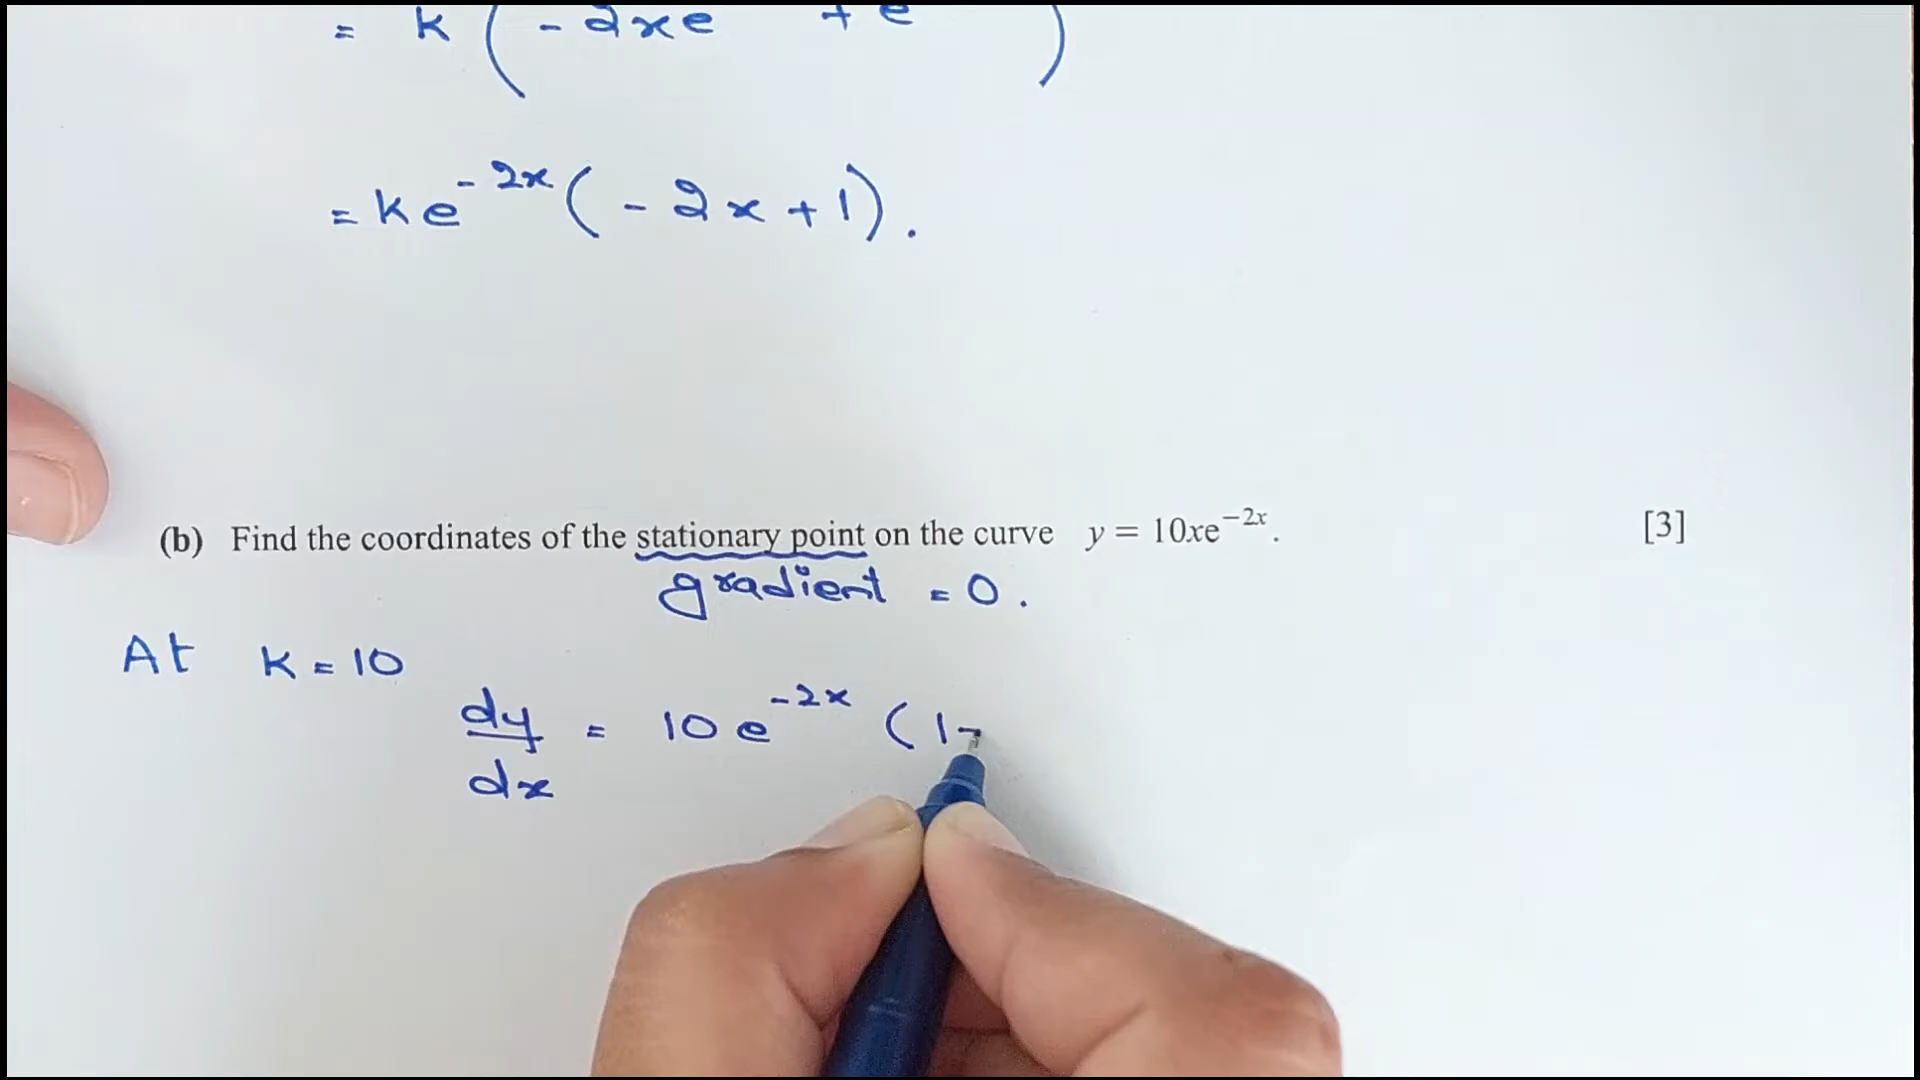 = k ( - 2xe + e )
= ke^{-2x} ( - 2x + 1 ) .
(b) Find the coordinates of the stationary point on the curve y = 10xe^{-2x}. [3]
gradient = 0 .
At K = 10
dy/dx = 10 e^{-2x} ( 1 -